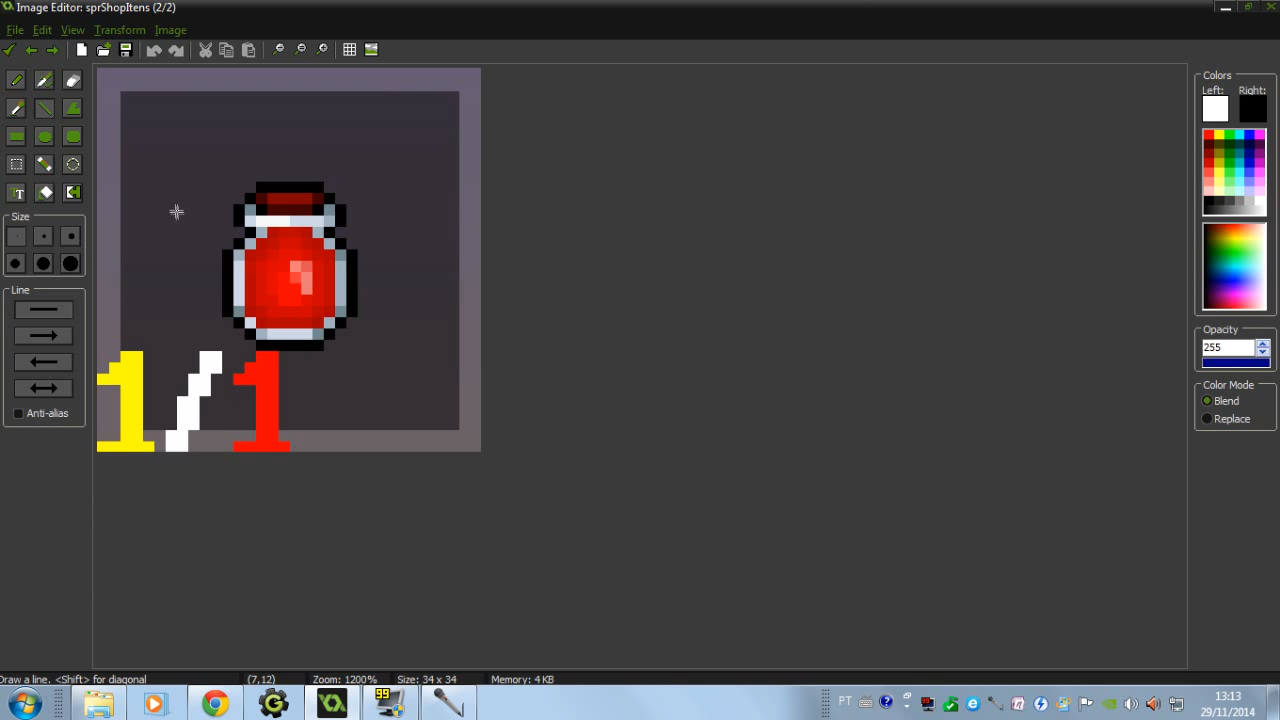 Image Editor: sprShopItens (2/2)
File Edit View Transform Image
Size
Line
Anti-alias
1/1
Colors
Left: Right:
Opacity
255
Color Mode
Blend
Replace
Draw a line. <Shift> for diagonal (7,12) Zoom: 1200% Size: 34 x 34 Memory: 4 KB
99
PT
13:13
29/11/2014